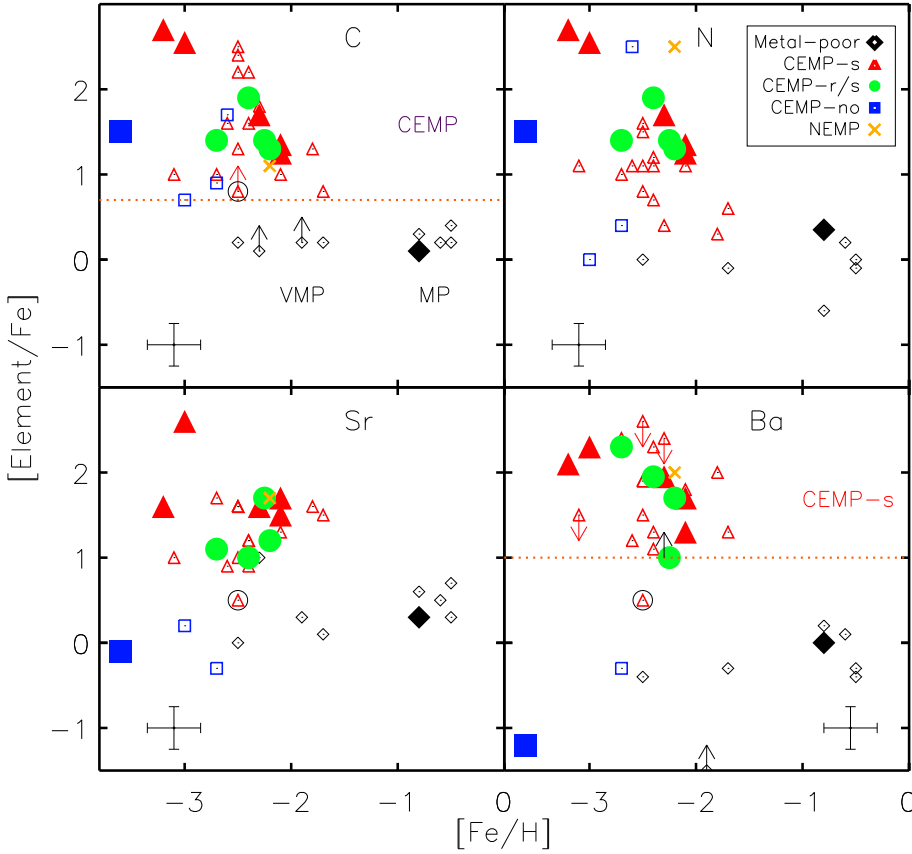 C
N
Metal-poor
CEMP-s
CEMP-r/s
CEMP-no
NEMP
CEMP
VMP
MP
2
1
0
-1
[Element/Fe]
Sr
Ba
CEMP-s
2
1
0
-1
-3 -2 -1 0 -3 -2 -1 0
[Fe/H] [Fe/H]